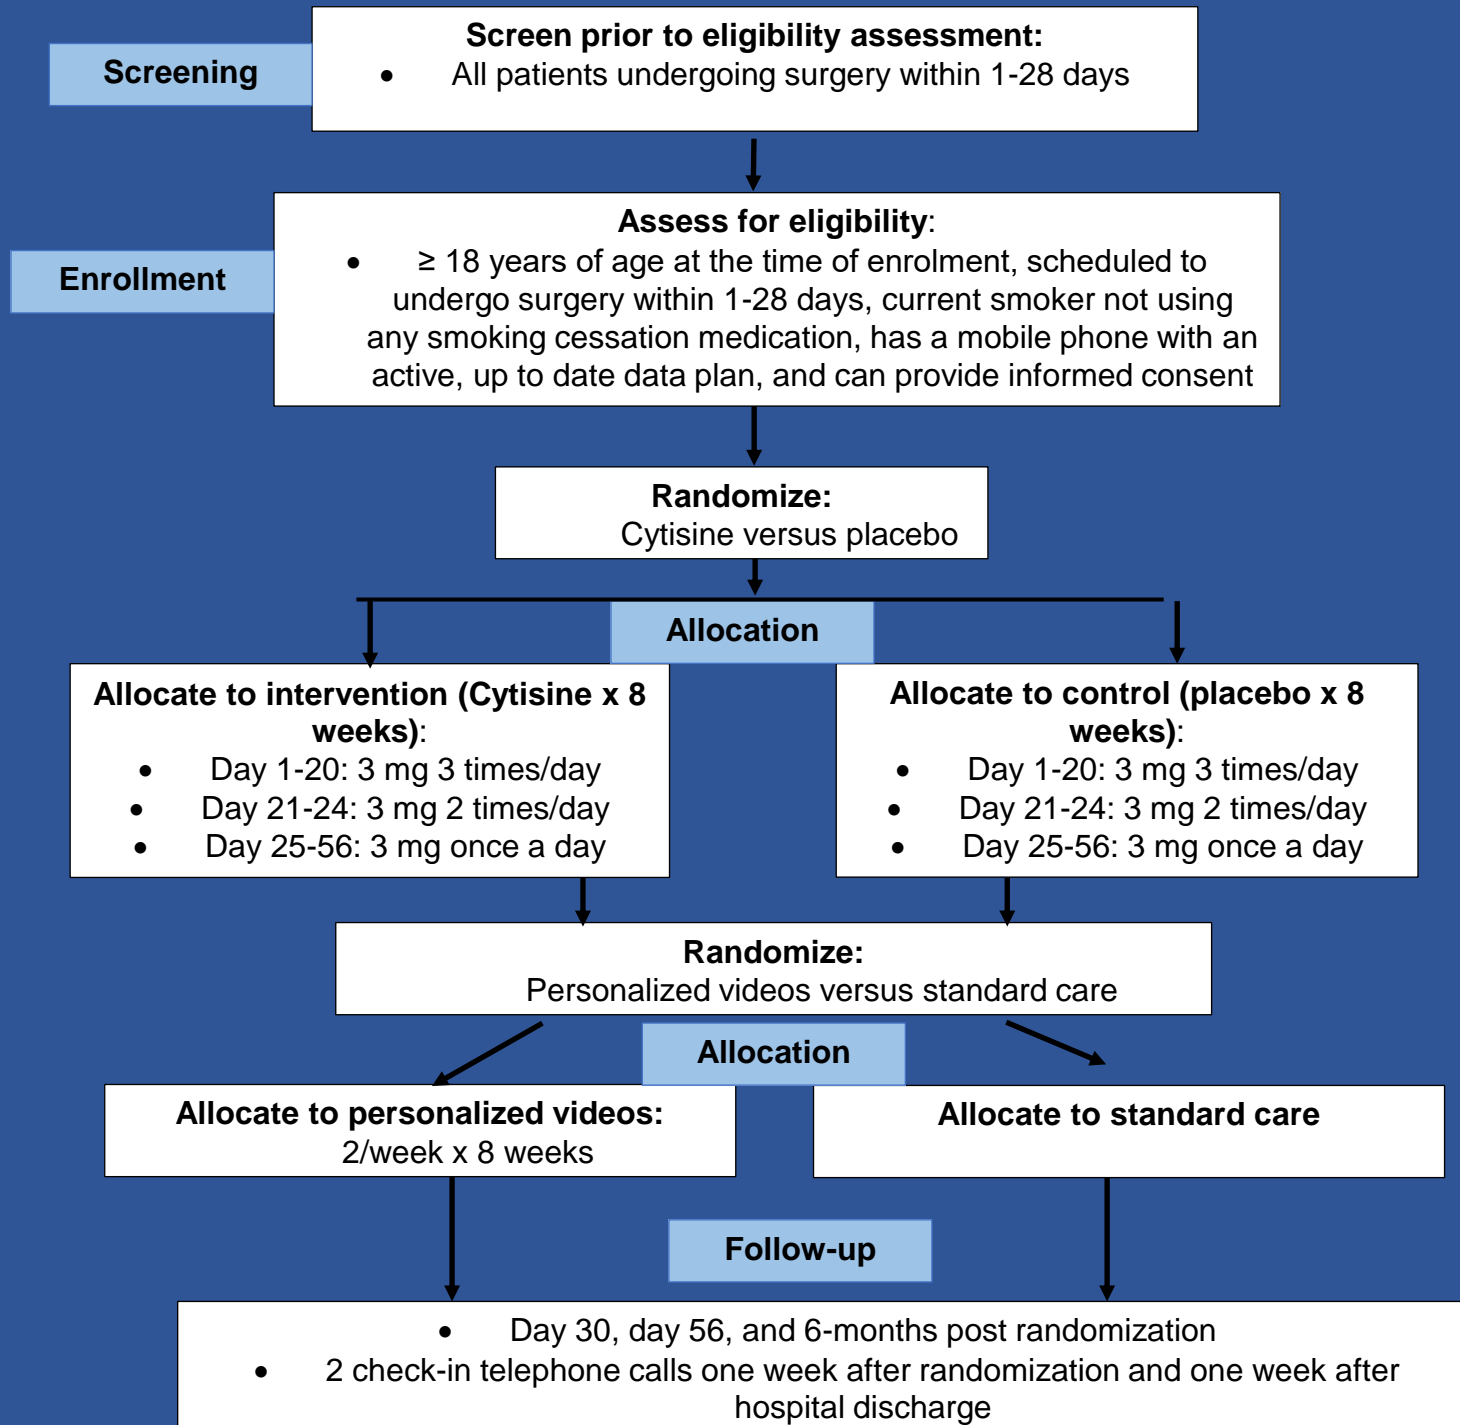 Screening
Screen prior to eligibility assessment:
• All patients undergoing surgery within 1-28 days
Enrollment
Assess for eligibility:
• ≥ 18 years of age at the time of enrolment, scheduled to
undergo surgery within 1-28 days, current smoker not using
any smoking cessation medication, has a mobile phone with an
active, up to date data plan, and can provide informed consent
Randomize:
Cytisine versus placebo
Allocation
Allocate to intervention (Cytisine x 8
weeks):
• Day 1-20: 3 mg 3 times/day
• Day 21-24: 3 mg 2 times/day
• Day 25-56: 3 mg once a day
Allocate to control (placebo x 8
weeks):
• Day 1-20: 3 mg 3 times/day
• Day 21-24: 3 mg 2 times/day
• Day 25-56: 3 mg once a day
Randomize:
Personalized videos versus standard care
Allocation
Allocate to personalized videos:
2/week x 8 weeks
Allocate to standard care
Follow-up
• Day 30, day 56, and 6-months post randomization
• 2 check-in telephone calls one week after randomization and one week after
hospital discharge